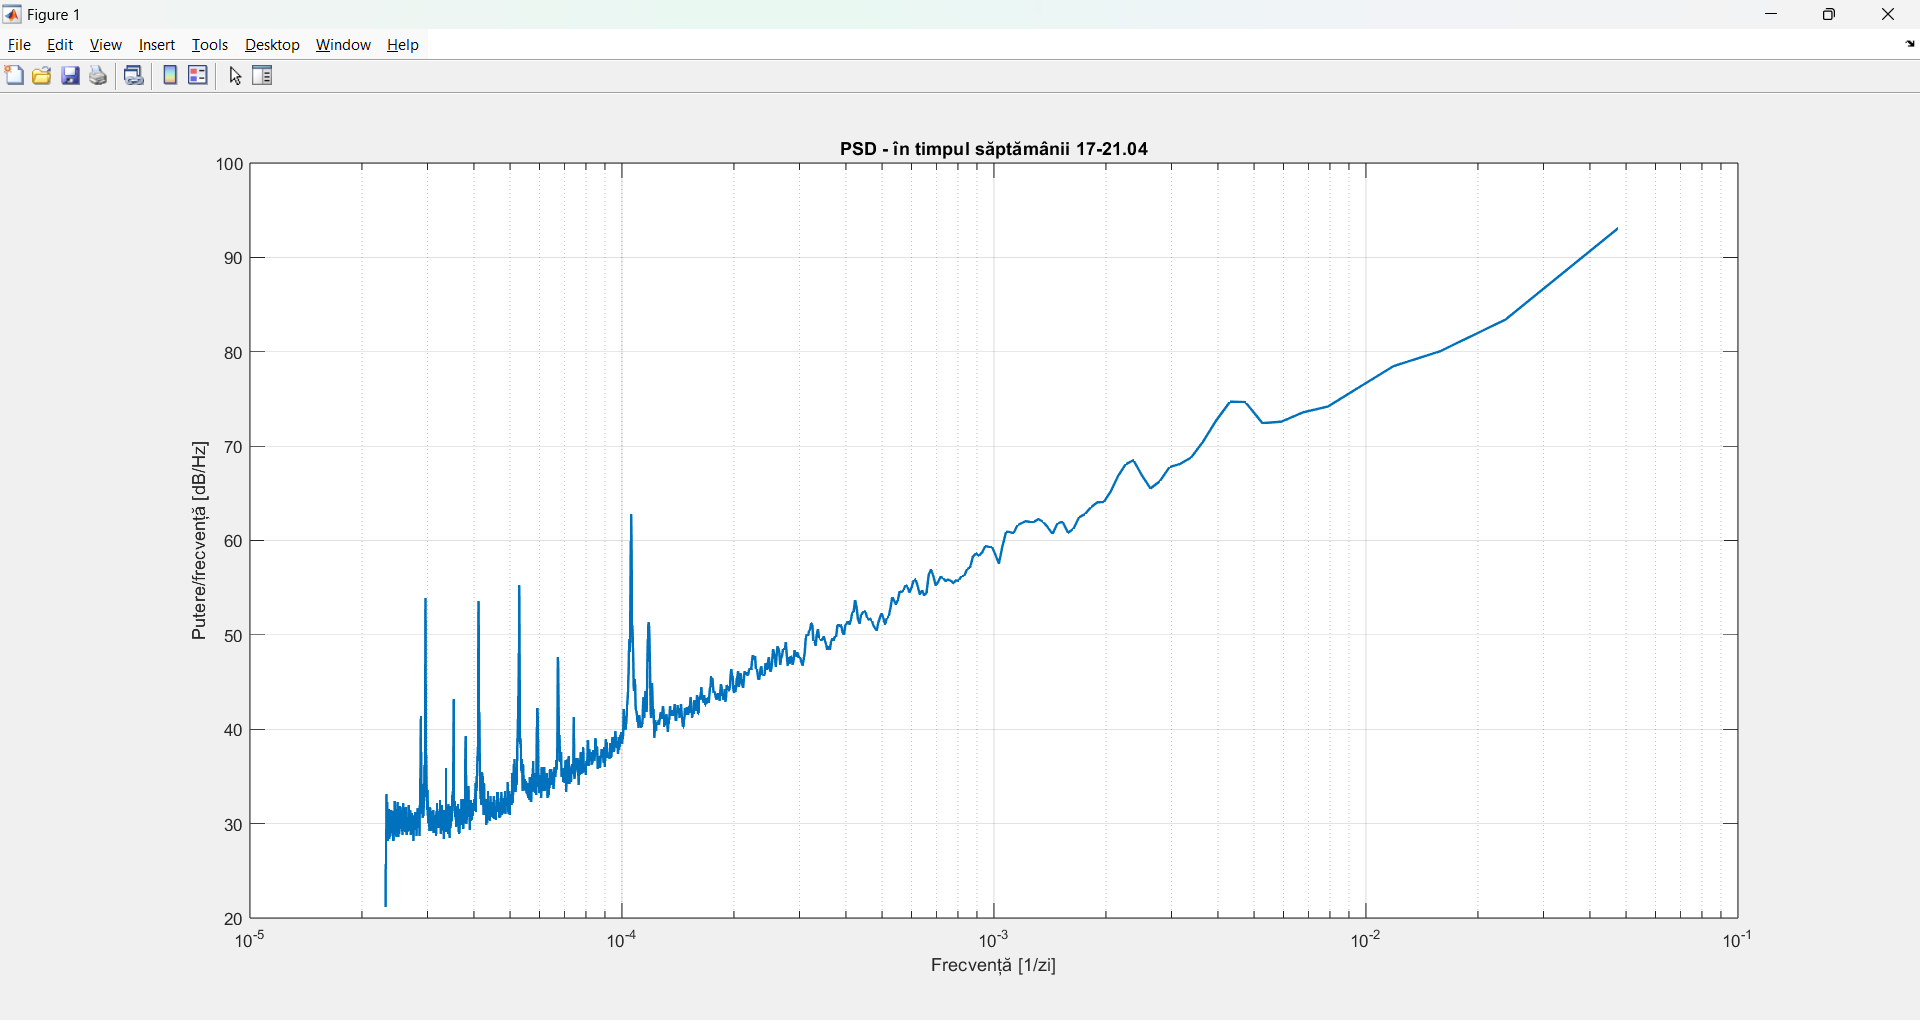 Figure 1
File Edit View Insert Tools Desktop Window Help
PSD - în timpul săptămânii 17-21.04
100
90
80
70
60
50
40
30
20
Putere/frecvență [dB/Hz]
10-5 10-4 10-3 10-2 10-1
Frecvență [1/zi]